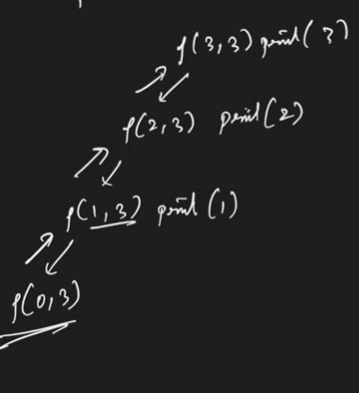 f(3,3) print(3)
f(2,3) print(2)
f(1,3) print(1)
f(0,3)